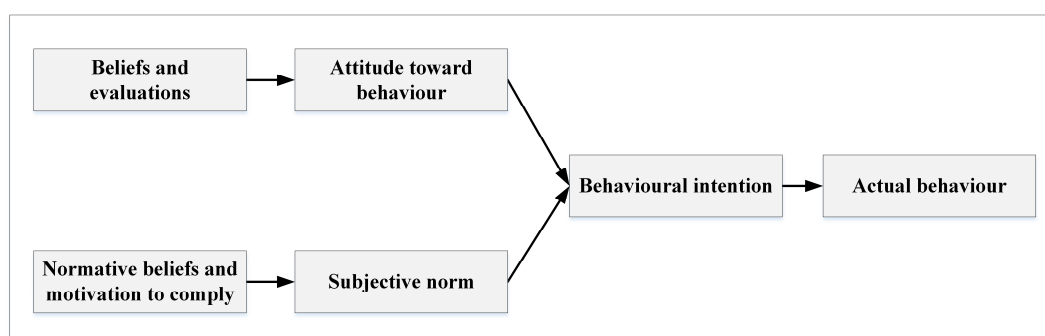 Beliefs and
evaluations
Attitude toward
behaviour
Behavioural intention
Actual behaviour
Normative beliefs and
motivation to comply
Subjective norm